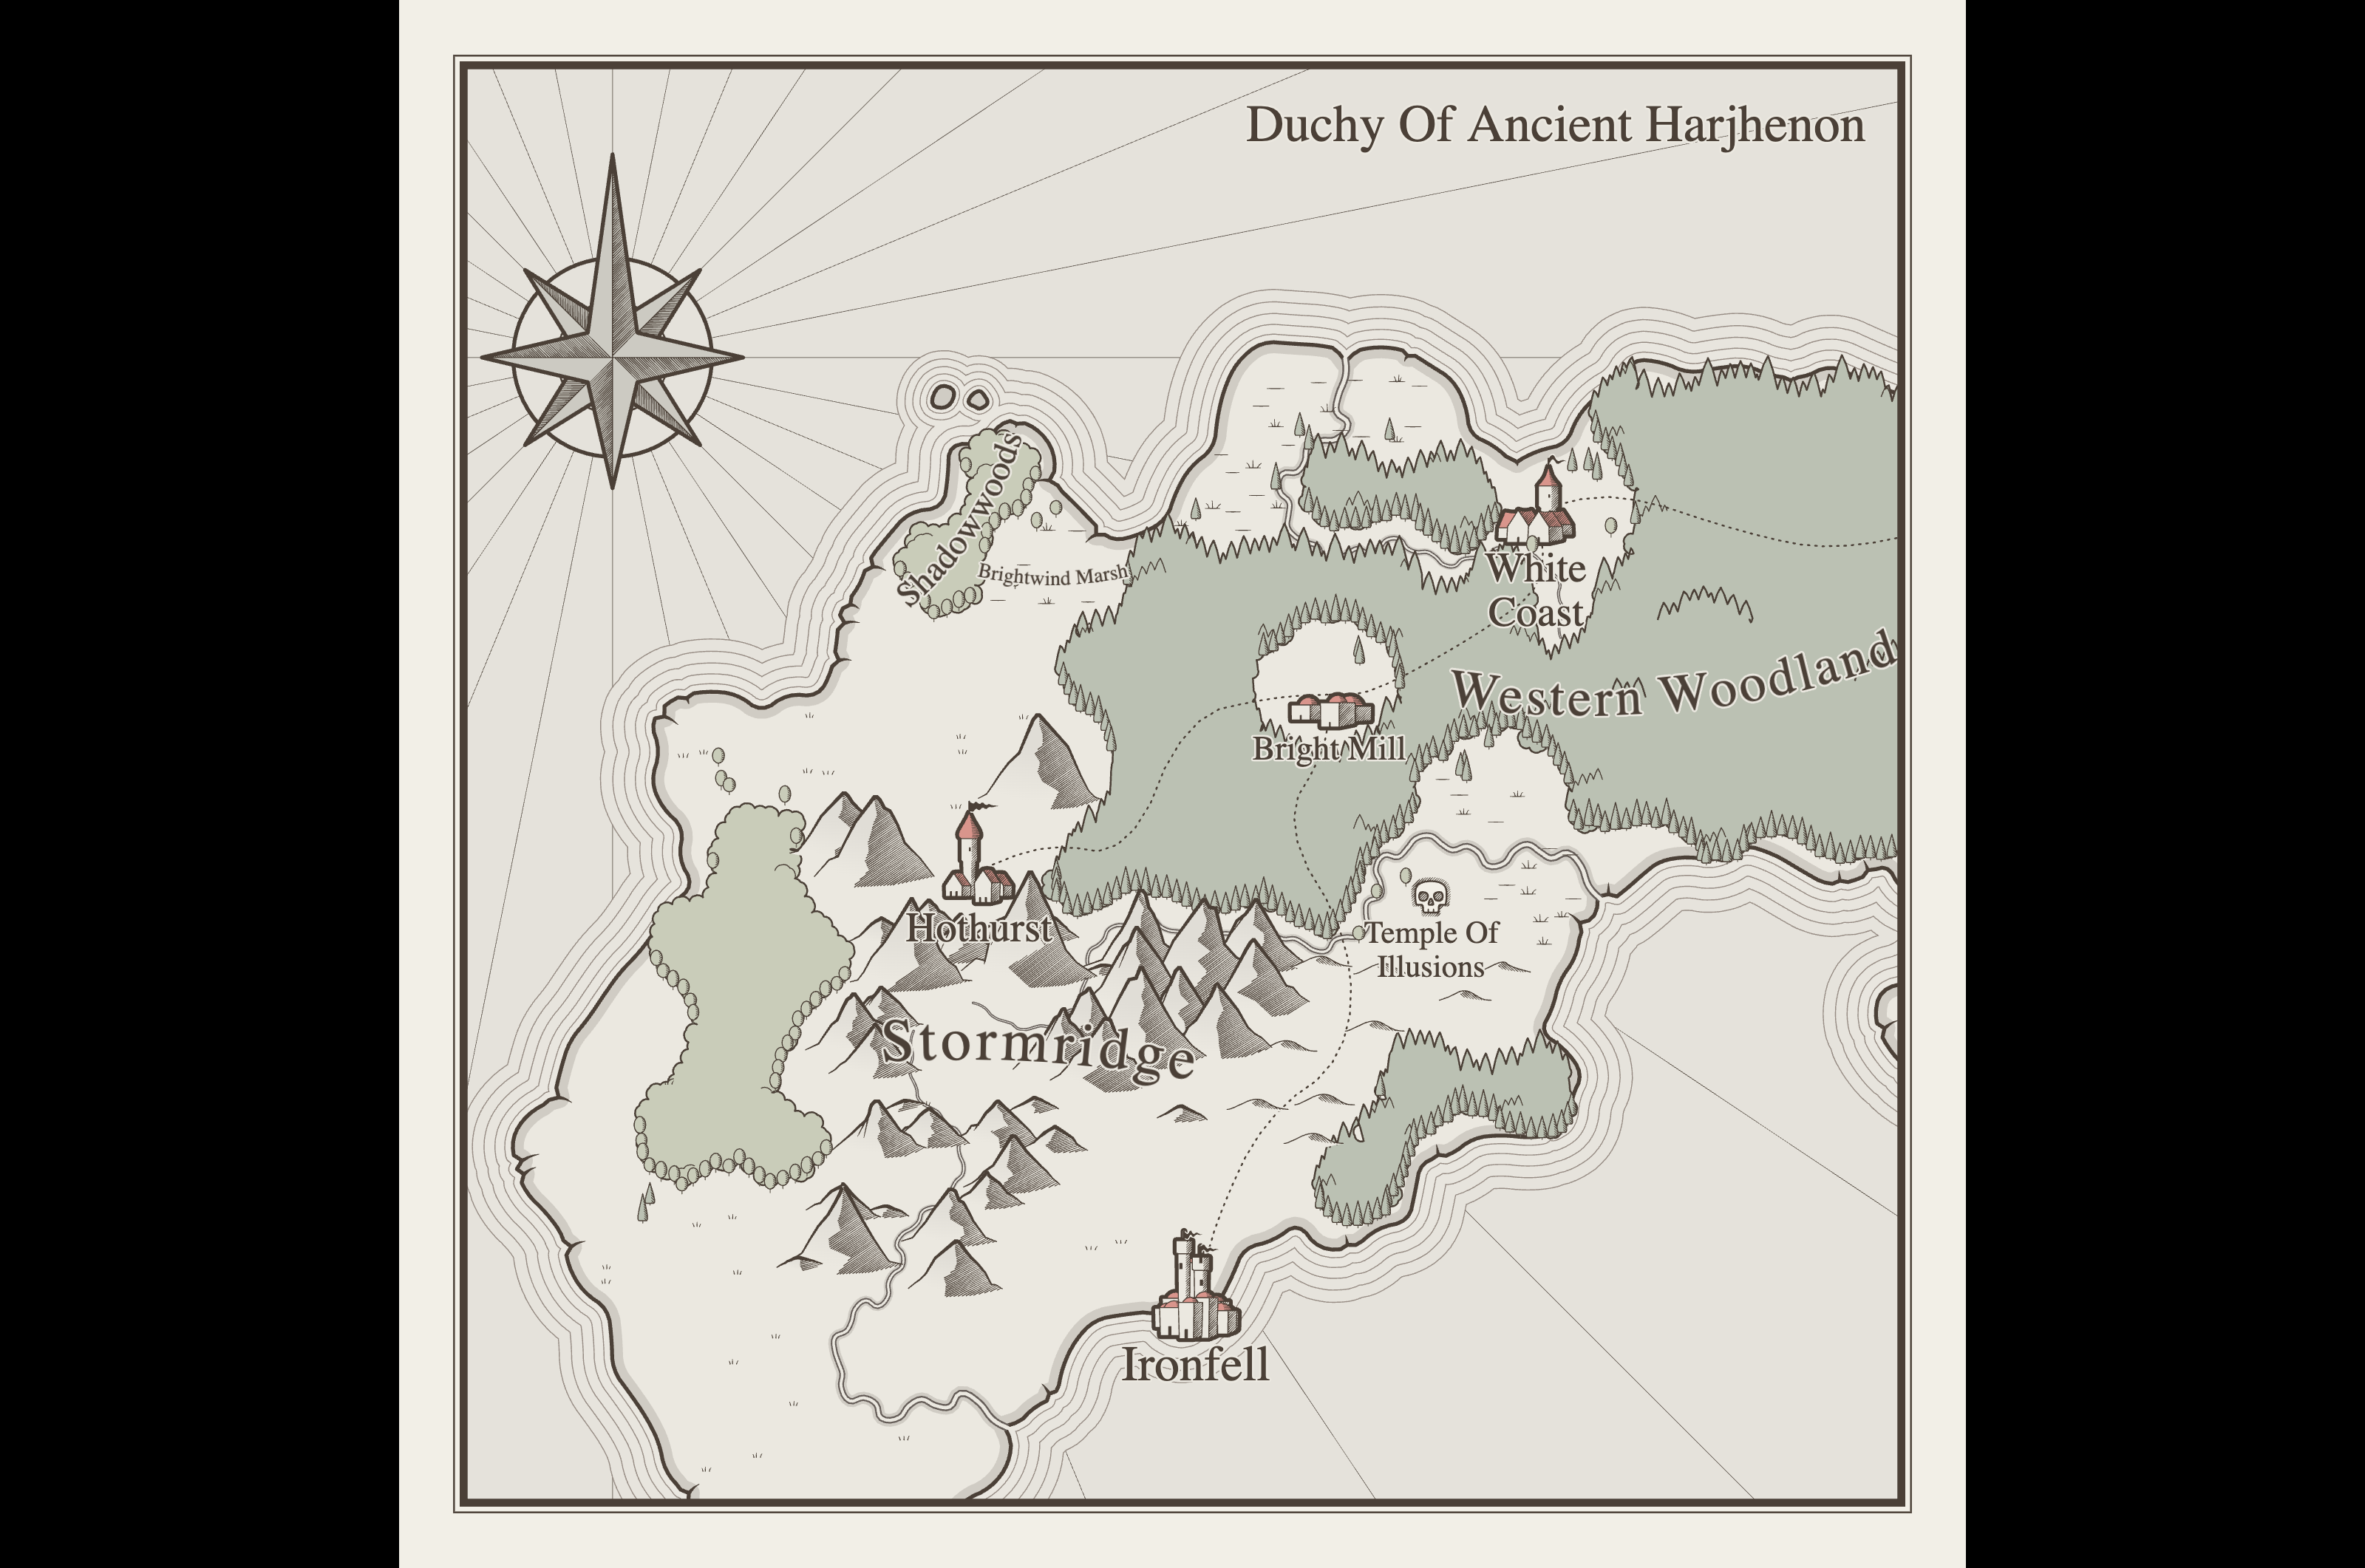 Duchy Of Ancient Harjhenon
Shadowwoods
Brightwind Marsh
White
Coast
Western Woodland
Bright Mill
Hothurst
Temple Of
Illusions
Stormridge
Ironfell